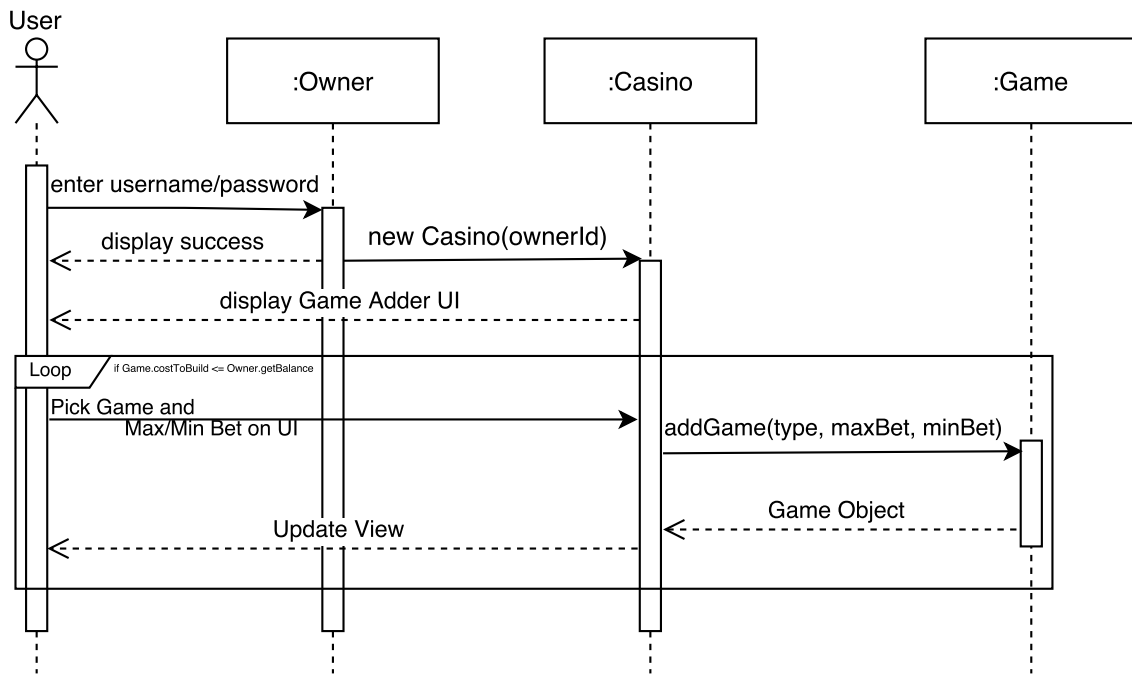 User
:Owner
:Casino
:Game
enter username/password
new Casino(ownerId)
display success
display Game Adder UI
Loop
if Game.costToBuild <= Owner.getBalance
Pick Game and
Max/Min Bet on UI
addGame(type, maxBet, minBet)
Game Object
Update View